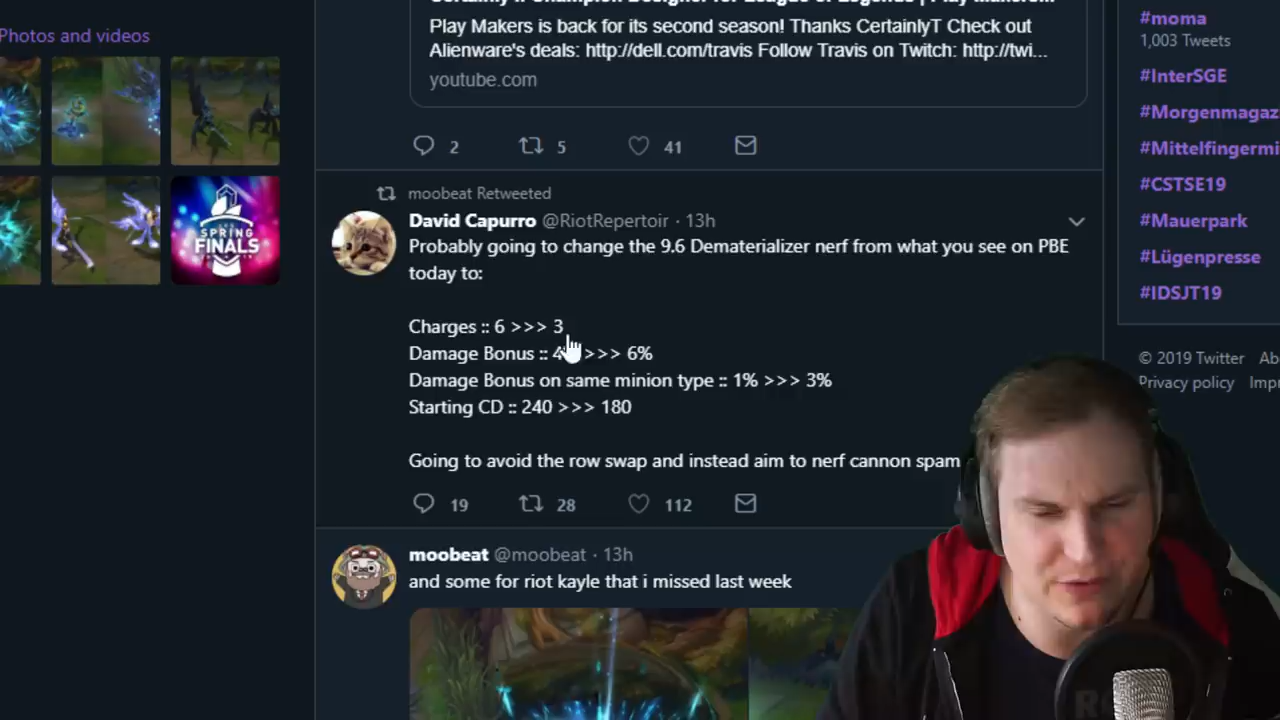 Photos and videos
SPRING
FINALS
Play Makers is back for its second season! Thanks CertainlyT Check out
Alienware's deals: http://dell.com/travis Follow Travis on Twitch: http://twi...
youtube.com
2 5 41
moobeat Retweeted
David Capurro @RiotRepertoir · 13h
Probably going to change the 9.6 Dematerializer nerf from what you see on PBE
today to:
Charges :: 6 >>> 3
Damage Bonus :: 4 >>> 6%
Damage Bonus on same minion type :: 1% >>> 3%
Starting CD :: 240 >>> 180
Going to avoid the row swap and instead aim to nerf cannon spam
19 28 112
moobeat @moobeat · 13h
and some for riot kayle that i missed last week
#moma
1,003 Tweets
#InterSGE
#Morgenmagaz
#Mittelfingermi
#CSTSE19
#Mauerpark
#Lügenpresse
#IDSJT19
© 2019 Twitter Ab
Privacy policy Impr